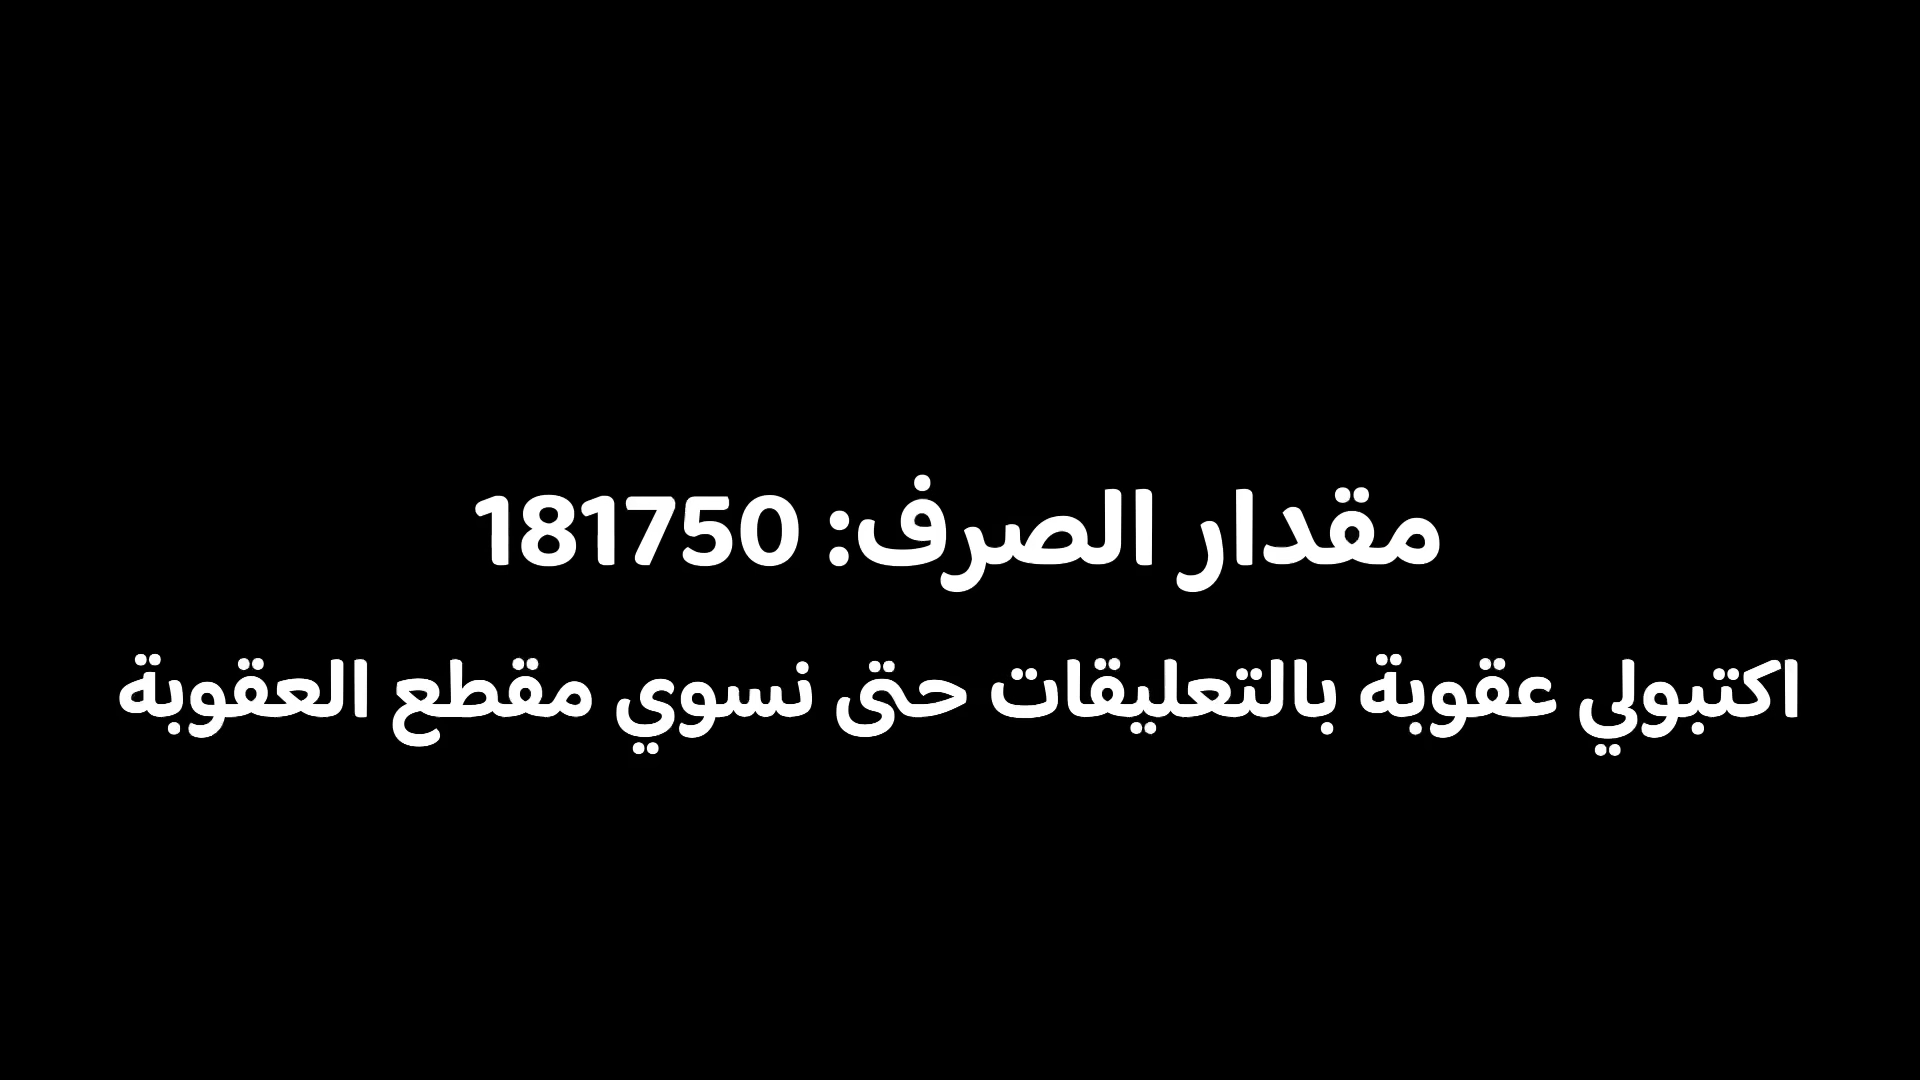 مقدار الصرف: 181750
اكتبولي عقوبة بالتعليقات حتى نسوي مقطع العقوبة